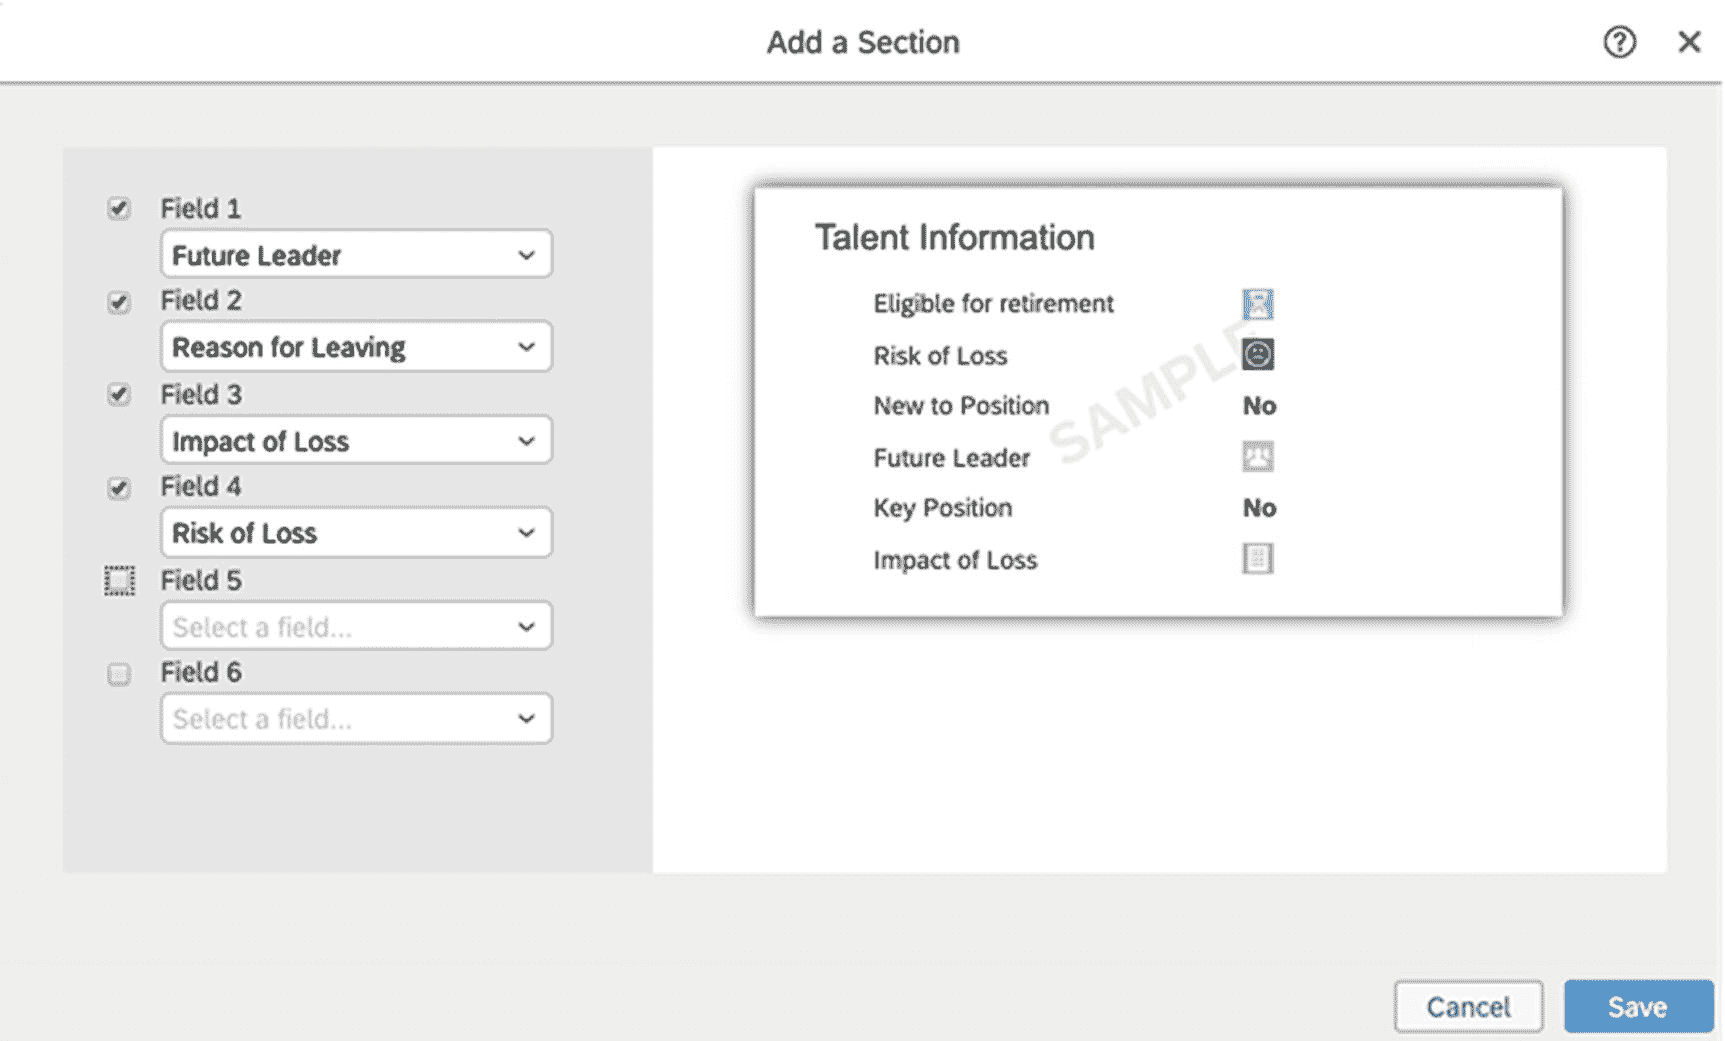 Add a Section
Field 1
Future Leader
Field 2
Reason for Leaving
Field 3
Impact of Loss
Field 4
Risk of Loss
Field 5
Select a field...
Field 6
Select a field...
Talent Information
Eligible for retirement
Risk of Loss
New to Position No
Future Leader
Key Position No
Impact of Loss
SAMPLE
Cancel Save